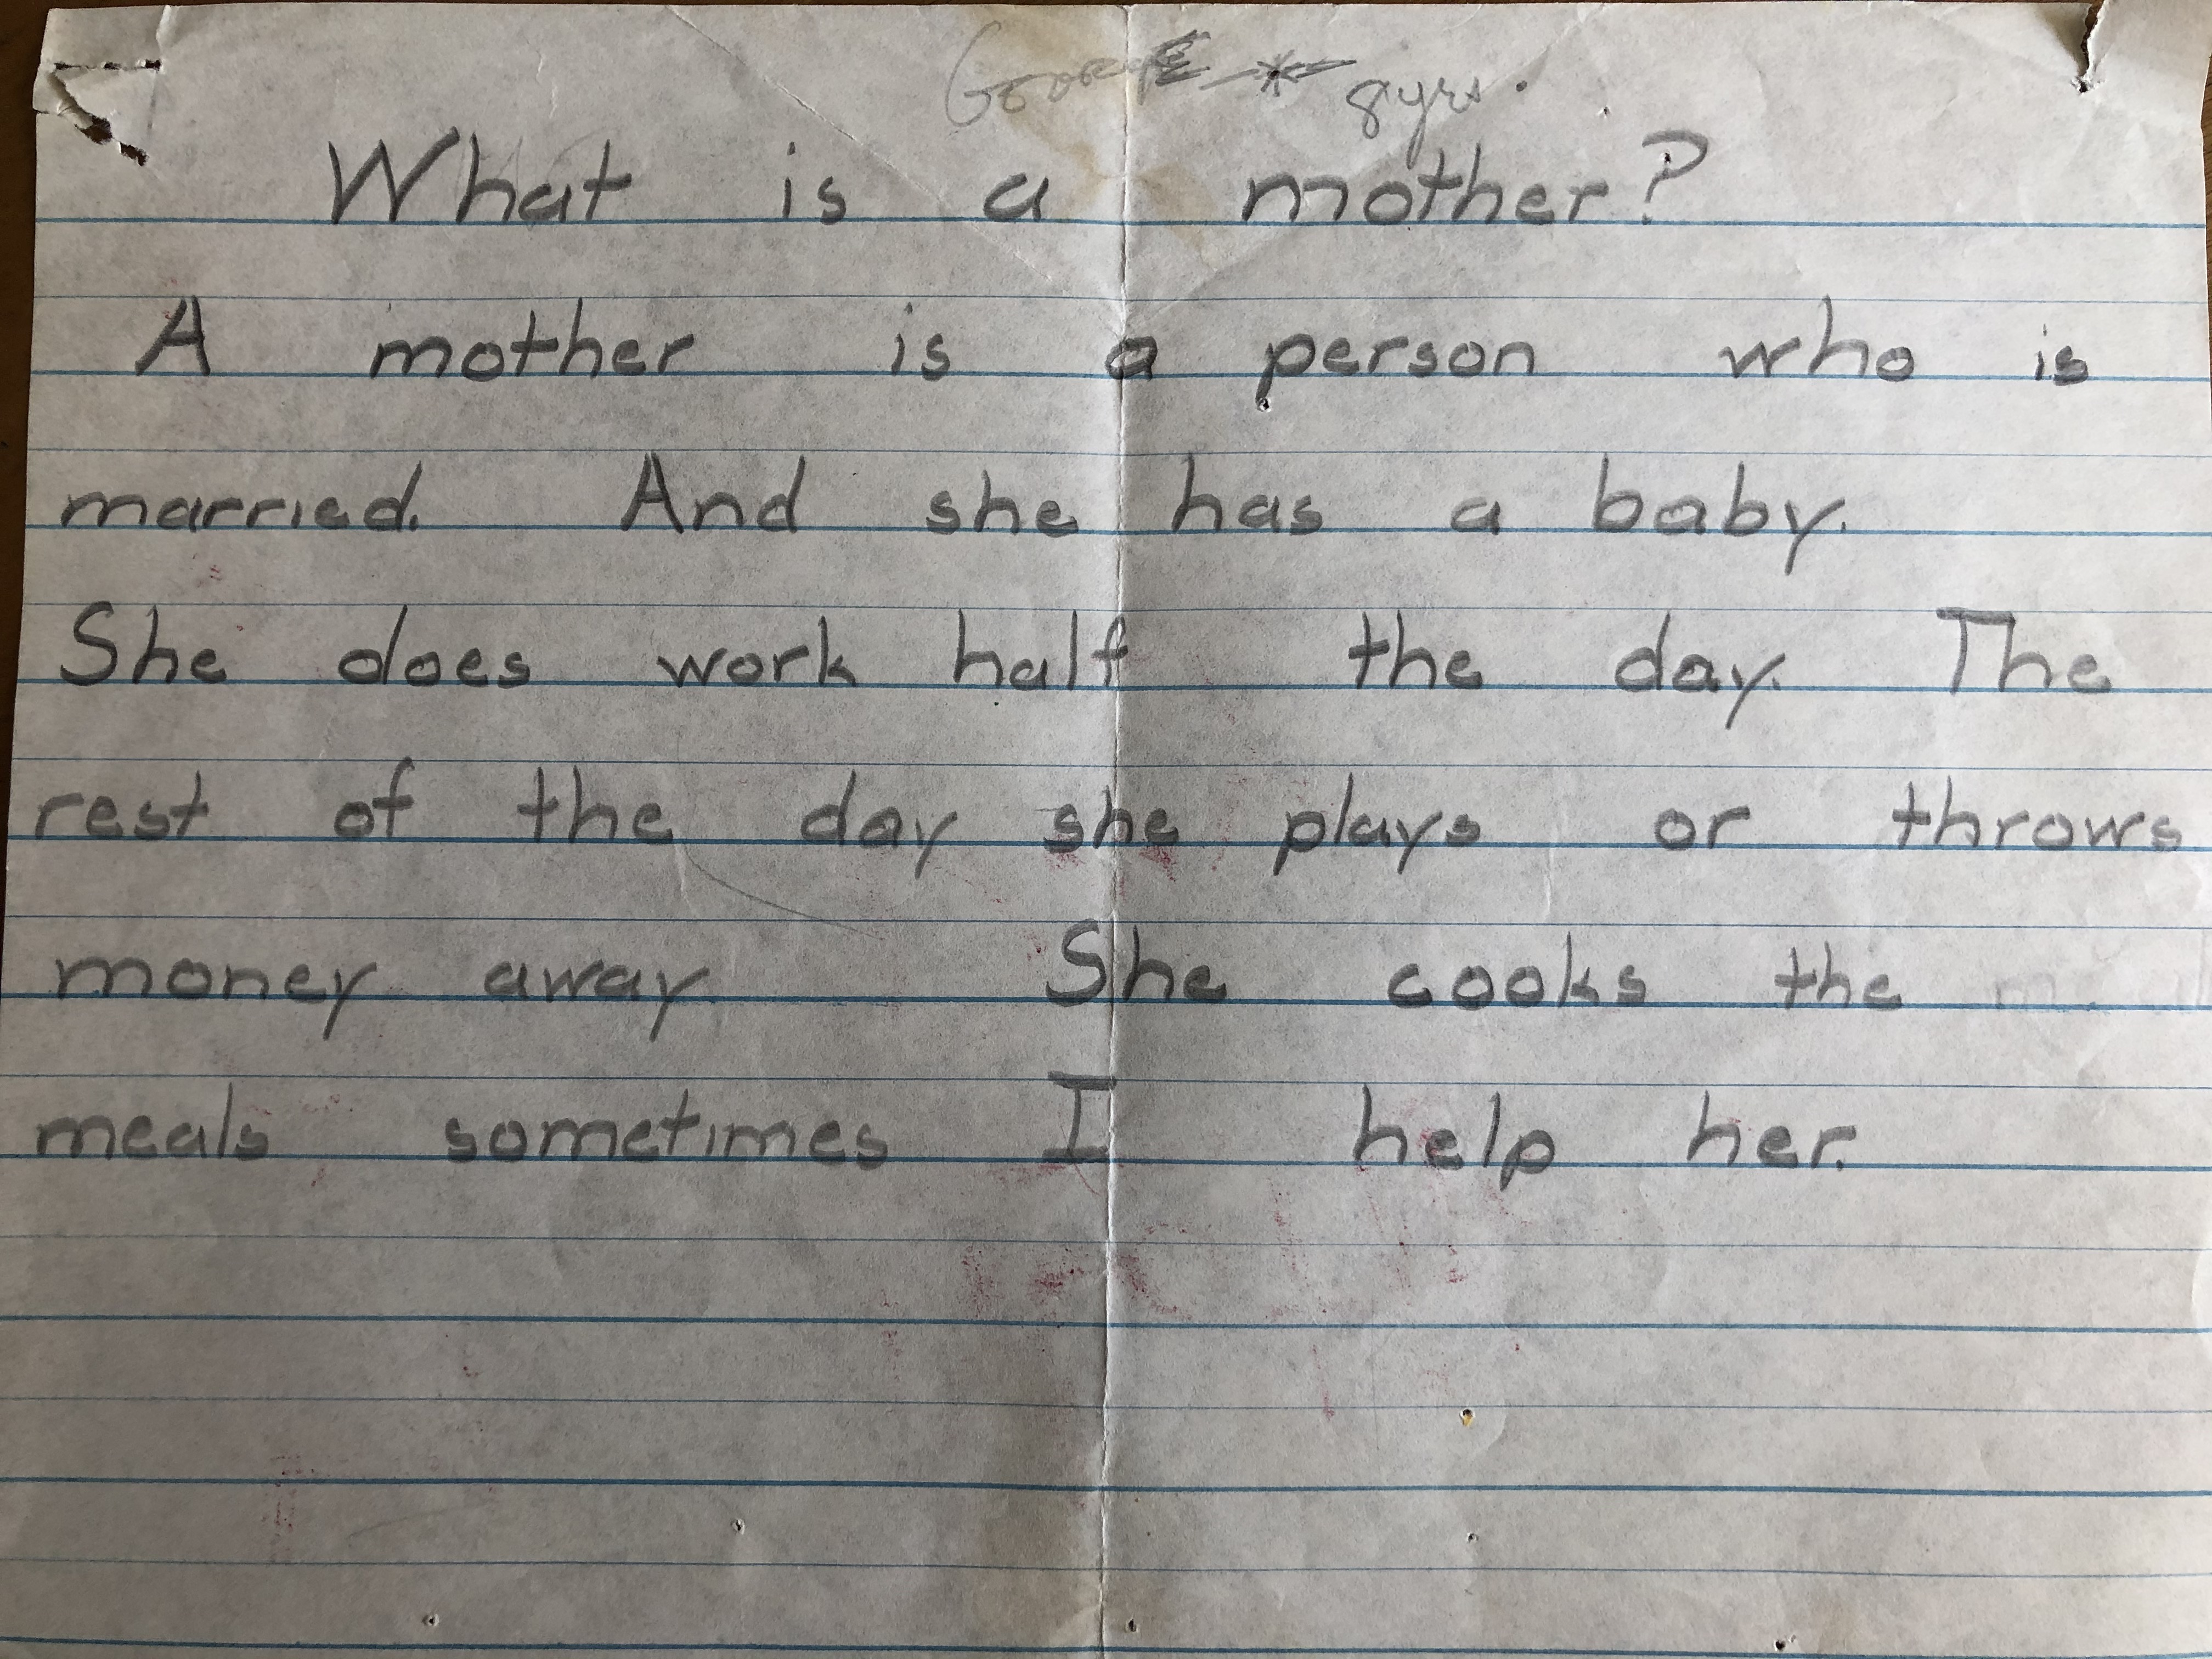 George 8yrs.
What is a mother?
A mother is a person who is
married. And she has a baby.
She does work half the day. The
rest of the day she plays or throws
money away. She cooks the
meals sometimes I help her.